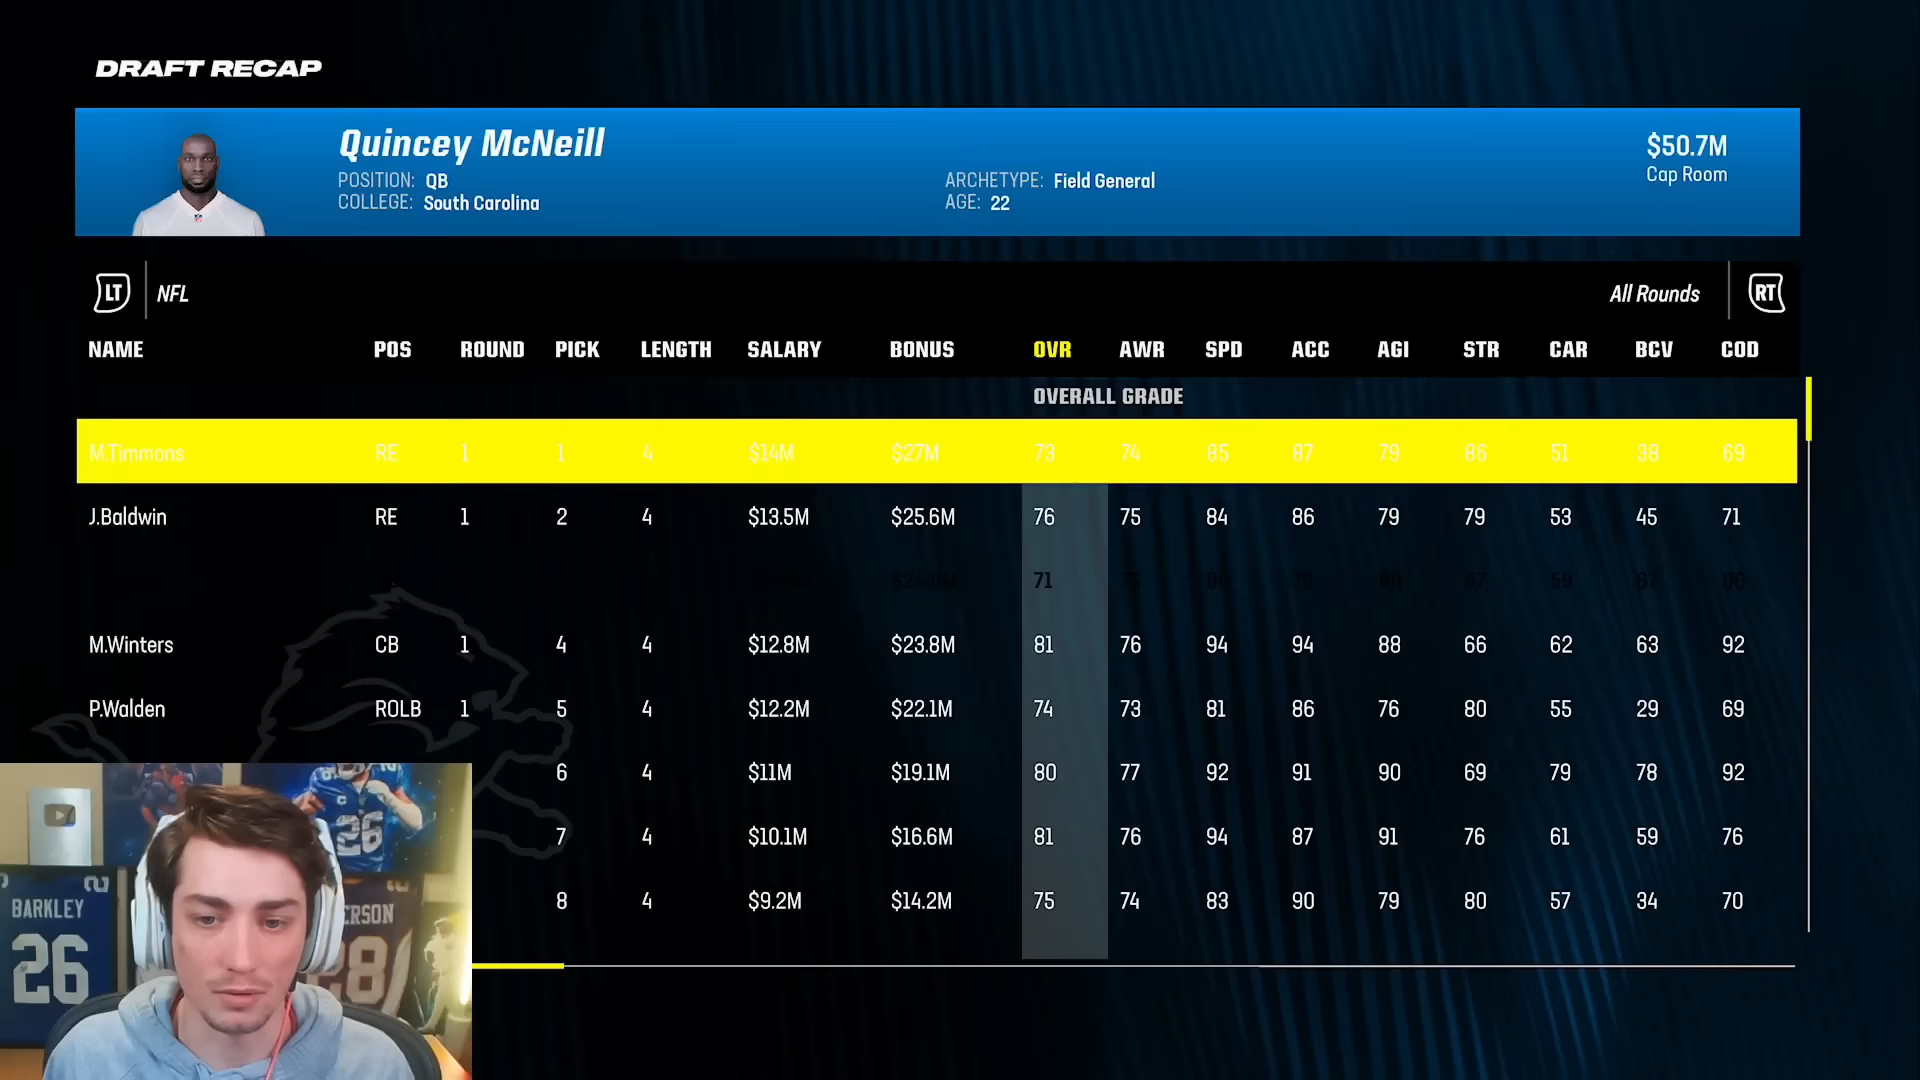 DRAFT RECAP
Quincey McNeill
POSITION: QB
COLLEGE: South Carolina
ARCHETYPE: Field General
AGE: 22
$50.7M
Cap Room
LT NFL
All Rounds RT
NAME POS ROUND PICK LENGTH SALARY BONUS OVR AWR SPD ACC AGI STR CAR BCV COD
OVERALL GRADE
M.Timmons RE 1 1 4 $14M $27M 73 74 85 87 79 86 51 38 69
J.Baldwin RE 1 2 4 $13.5M $25.6M 76 75 84 86 79 79 53 45 71
71
M.Winters CB 1 4 4 $12.8M $23.8M 81 76 94 94 88 66 62 63 92
P.Walden ROLB 1 5 4 $12.2M $22.1M 74 73 81 86 76 80 55 29 69
6 4 $11M $19.1M 80 77 92 91 90 69 79 78 92
7 4 $10.1M $16.6M 81 76 94 87 91 76 61 59 76
8 4 $9.2M $14.2M 75 74 83 90 79 80 57 34 70
26
BARKLEY
26
ERSON
28